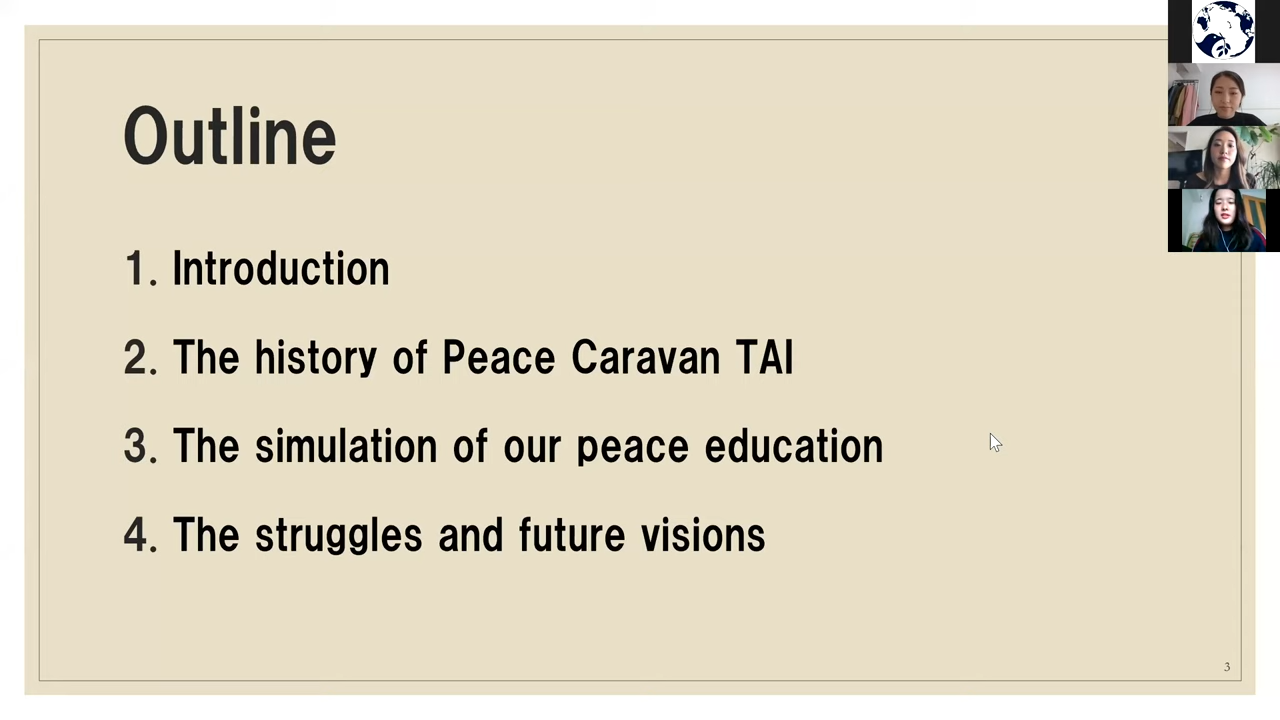 Outline
1. Introduction
2. The history of Peace Caravan TAI
3. The simulation of our peace education
4. The struggles and future visions
3